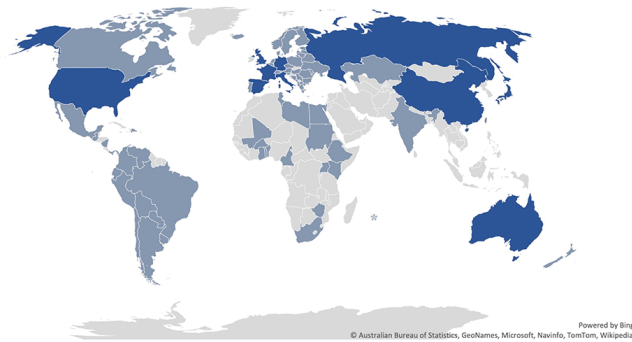 Powered by Bing
© Australian Bureau of Statistics, GeoNames, Microsoft, Navinfo, TomTom, Wikipedia